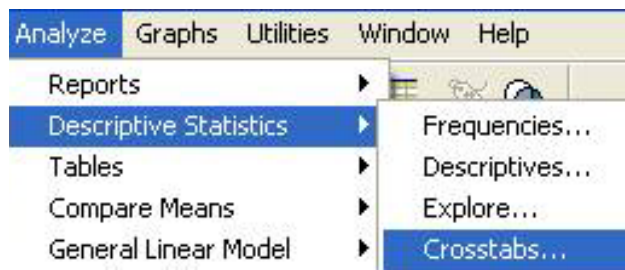 Analyze Graphs Utilities Window Help
Reports
Descriptive Statistics
Tables
Compare Means
General Linear Model
Frequencies...
Descriptives...
Explore...
Crosstabs...